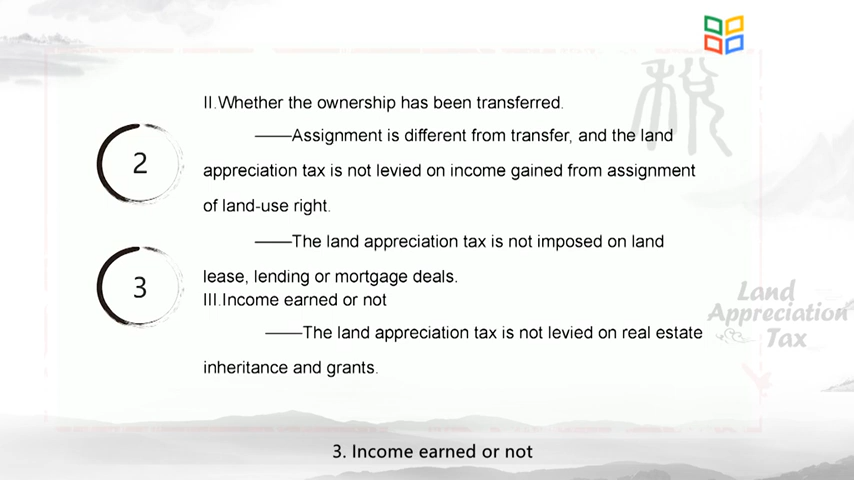 税
II.Whether the ownership has been transferred.
——Assignment is different from transfer, and the land
2
appreciation tax is not levied on income gained from assignment
of land-use right.
——The land appreciation tax is not imposed on land
lease, lending or mortgage deals.
3
III.Income earned or not
——The land appreciation tax is not levied on real estate
inheritance and grants.
Land
Appreciation
Tax
3. Income earned or not